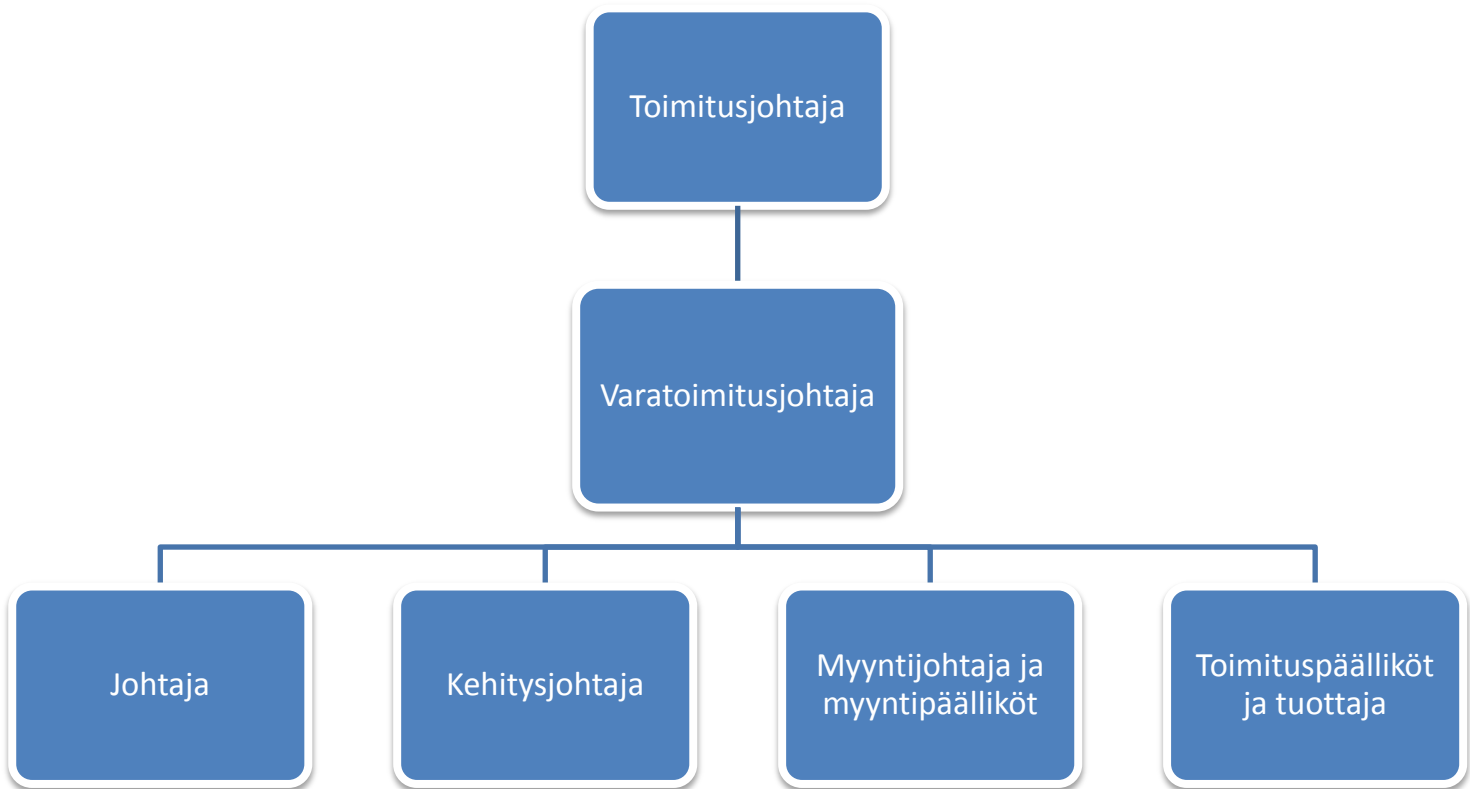 Toimitusjohtaja
Varatoimitusjohtaja
Johtaja
Kehitysjohtaja
Myyntijohtaja ja
myyntipäälliköt
Toimituspäälliköt
ja tuottaja